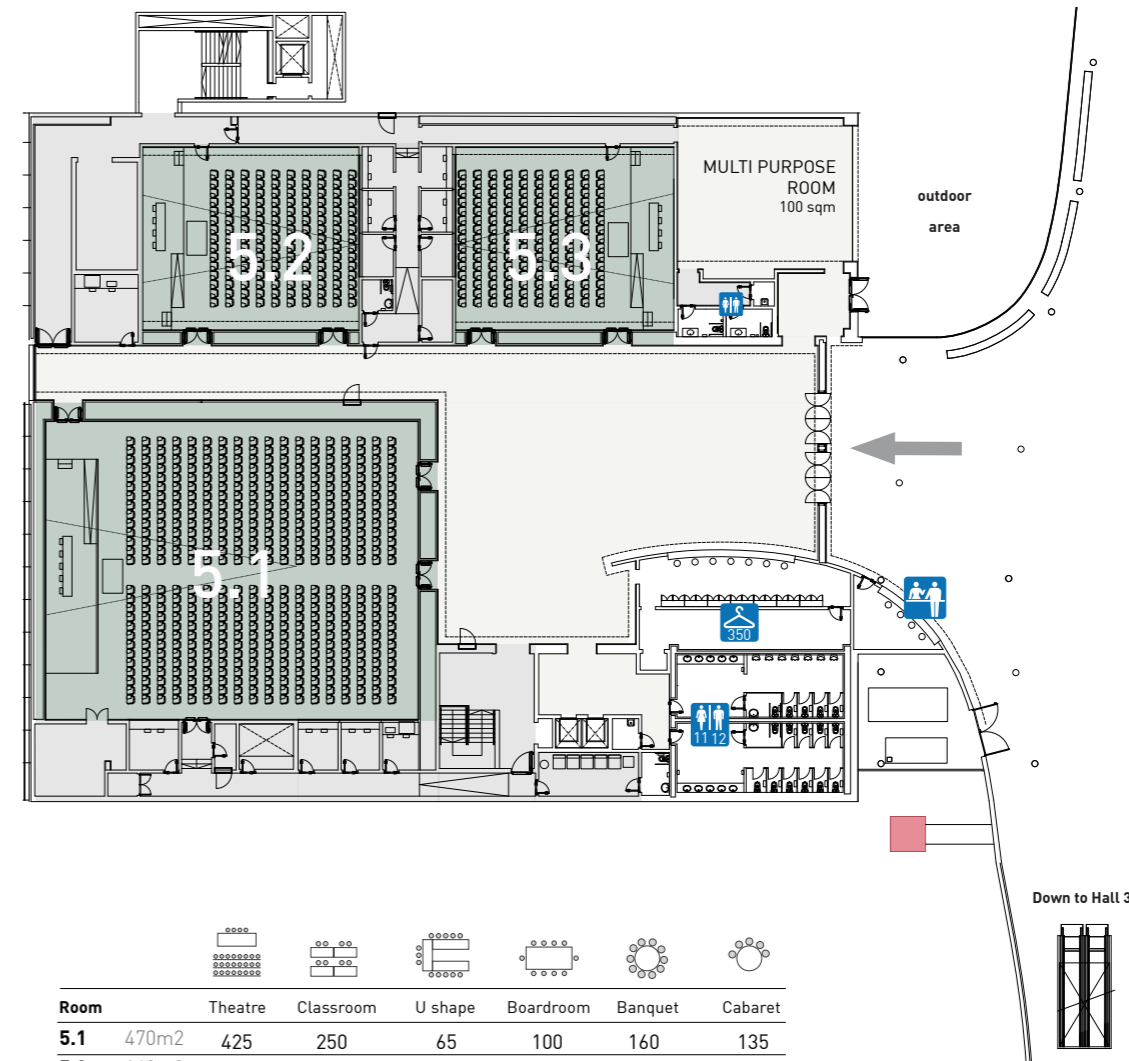 MULTI PURPOSE
ROOM
100 sqm
outdoor
area
5.2
5.3
5.1
350
11 12
Down to Hall 3
Room Theatre Classroom U shape Boardroom Banquet Cabaret
5.1 470m2 425 250 65 100 160 135